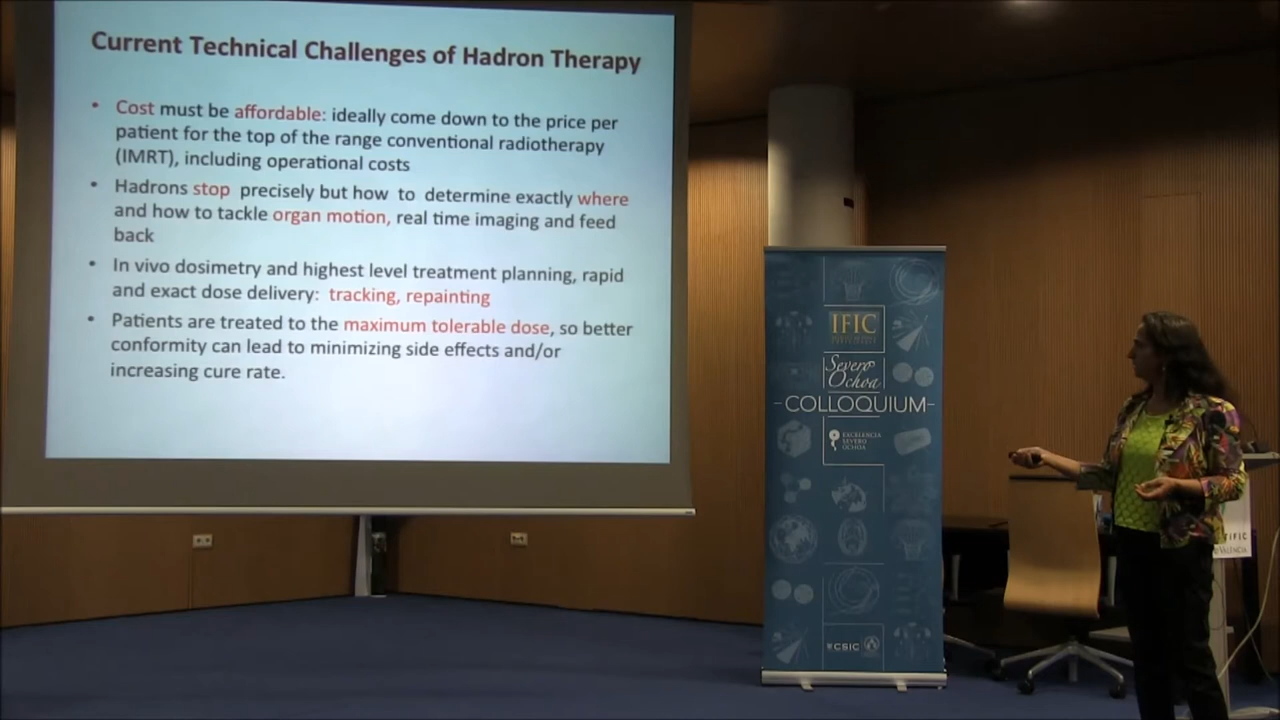 Current Technical Challenges of Hadron Therapy
• Cost must be affordable: ideally come down to the price per
patient for the top of the range conventional radiotherapy
(IMRT), including operational costs
• Hadrons stop precisely but how to determine exactly where
and how to tackle organ motion, real time imaging and feed
back
• In vivo dosimetry and highest level treatment planning, rapid
and exact dose delivery: tracking, repainting
• Patients are treated to the maximum tolerable dose, so better
conformity can lead to minimizing side effects and/or
increasing cure rate.
IFIC
Severo
Ochoa
-COLLOQUIUM-
EXCELENCIA
SEVERO
OCHOA
CSIC